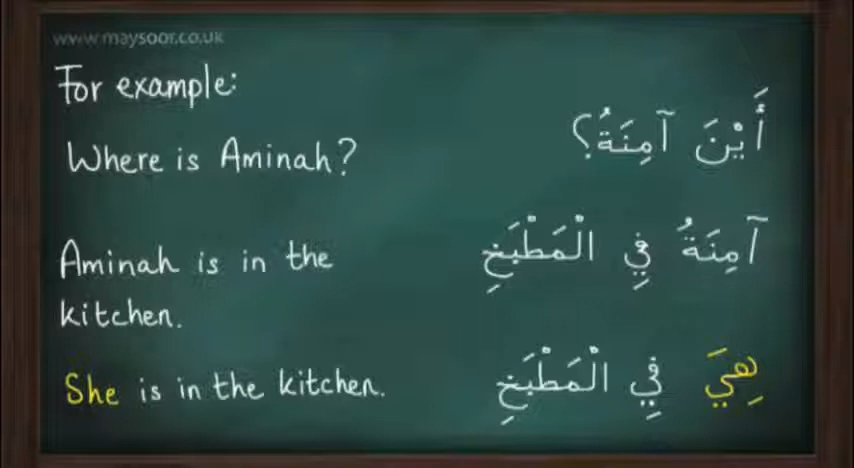 www.maysoor.co.uk
For example:
Where is Aminah?
أَيْنَ آمِنَةُ؟
Aminah is in the
kitchen.
آمِنَةُ فِي الْمَطْبَخِ
She is in the kitchen.
هِيَ فِي الْمَطْبَخِ